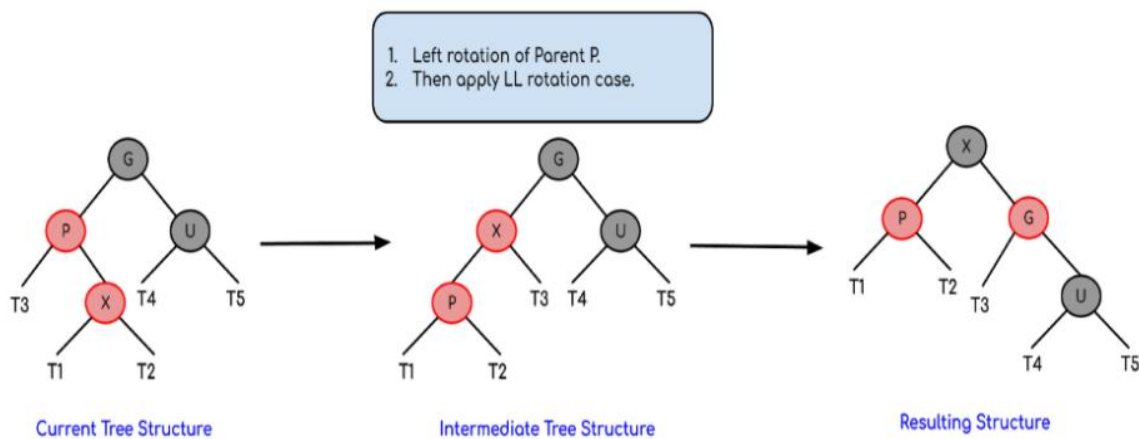 1. Left rotation of Parent P.
2. Then apply LL rotation case.
G
P
U
T3
X
T4
T5
T1
T2
Current Tree Structure
G
X
U
P
T3
T4
T5
T1
T2
Intermediate Tree Structure
X
P
G
T1
T2
T3
U
T4
T5
Resulting Structure